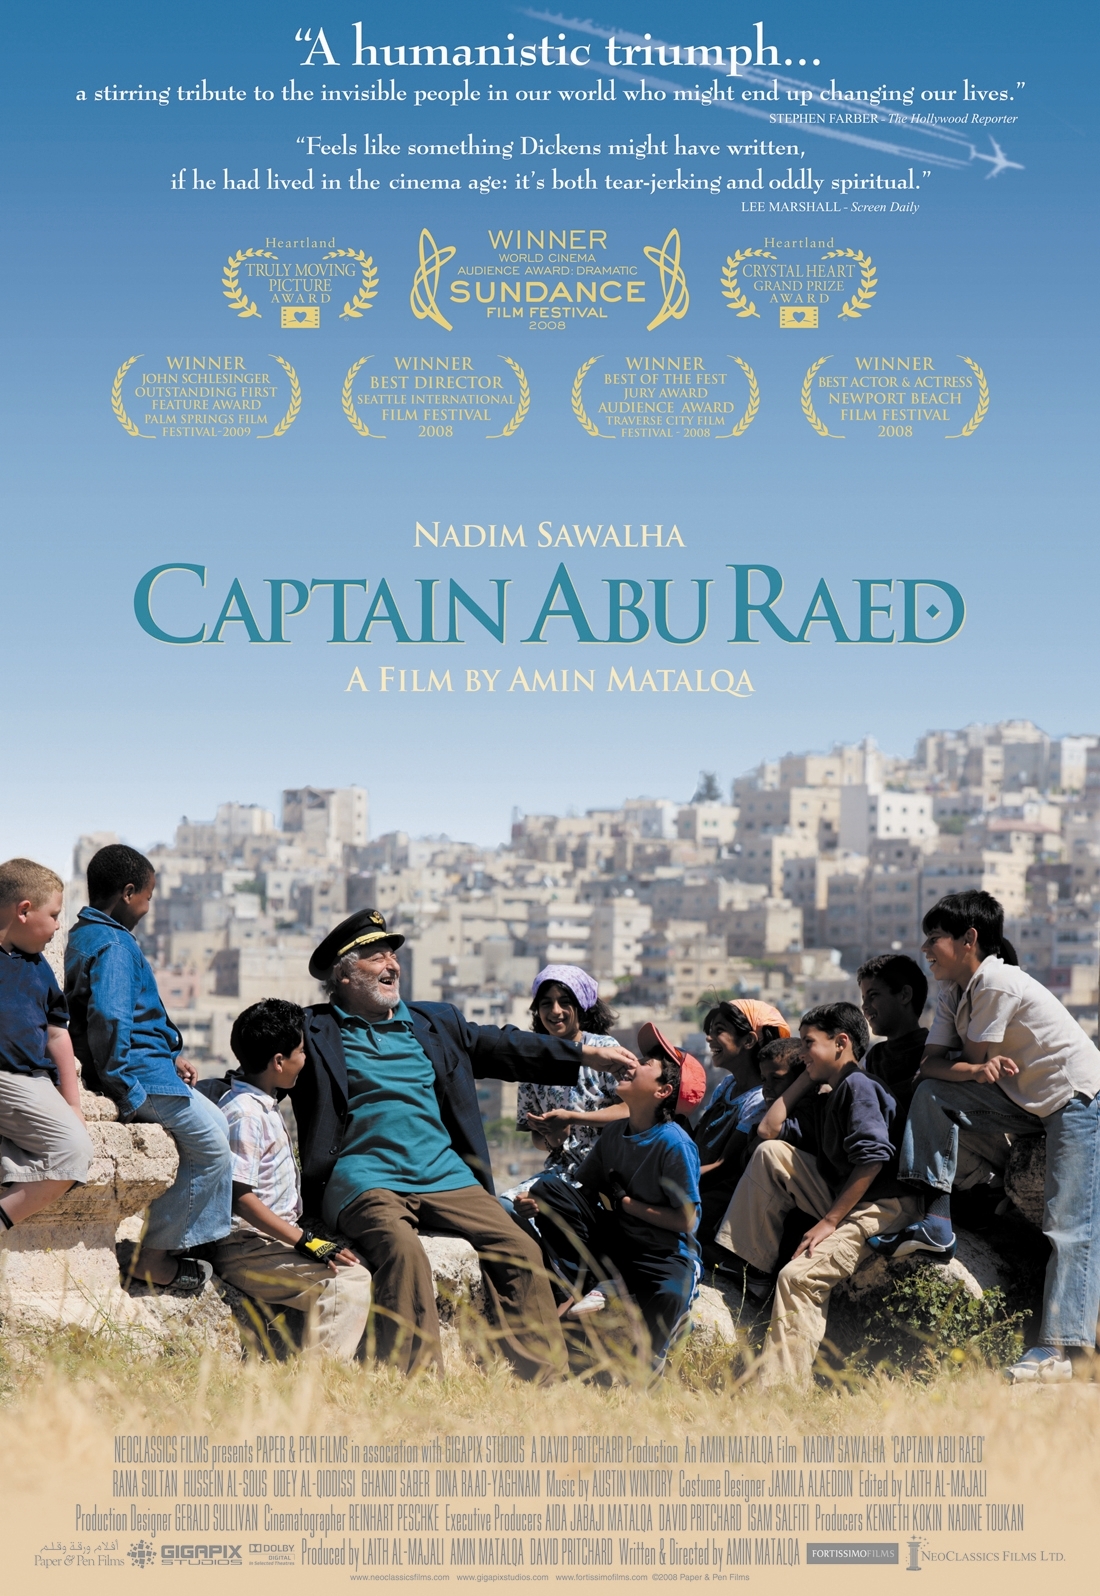 “A humanistic triumph...
a stirring tribute to the invisible people in our world who might end up changing our lives.”
STEPHEN FARBER - The Hollywood Reporter
“Feels like something Dickens might have written,
if he had lived in the cinema age: it’s both tear-jerking and oddly spiritual.”
LEE MARSHALL - Screen Daily
Heartland
TRULY MOVING
PICTURE
AWARD
WINNER
WORLD CINEMA
AUDIENCE AWARD: DRAMATIC
SUNDANCE
FILM FESTIVAL
2008
Heartland
CRYSTAL HEART
GRAND PRIZE
AWARD
WINNER
JOHN SCHLESINGER
OUTSTANDING FIRST
FEATURE AWARD
PALM SPRINGS FILM
FESTIVAL-2009
WINNER
BEST DIRECTOR
SEATTLE INTERNATIONAL
FILM FESTIVAL
2008
WINNER
BEST OF THE FEST
JURY AWARD
AUDIENCE AWARD
TRAVERSE CITY FILM
FESTIVAL - 2008
WINNER
BEST ACTOR & ACTRESS
NEWPORT BEACH
FILM FESTIVAL
2008
NADIM SAWALHA
CAPTAIN ABU RAED
A FILM BY AMIN MATALQA
NEOCLASSICS FILMS presents PAPER & PEN FILMS in association with GIGAPIX STUDIOS A DAVID PRITCHARD Production An AMIN MATALQA Film NADIM SAWALHA ‘CAPTAIN ABU RAED’
RANA SULTAN HUSSEIN AL-SOUS UDEY AL-QIDDISSI GHANDI SABER DINA RAAD-YAGHNAM Music by AUSTIN WINTORY Costume Designer JAMILA ALAEDDIN Edited by LAITH AL-MAJALI
Production Designer GERALD SULLIVAN Cinematographer REINHART PESCHKE Executive Producers AIDA JABAJI MATALQA DAVID PRITCHARD ISAM SALFITI Producers KENNETH KOKIN NADINE TOUKAN
أفلام ورقة وقلم
Paper & Pen Films
GIGAPIX
STUDIOS
DOLBY
DIGITAL
In Selected Theatres
Produced by LAITH AL-MAJALI AMIN MATALQA DAVID PRITCHARD Written & Directed by AMIN MATALQA
FORTISSIMO FILMS
NEOCLASSICS FILMS LTD.
www.neoclassicsfilms.com www.gigapixstudios.com www.fortissimofilms.com ©2008 Paper & Pen Films